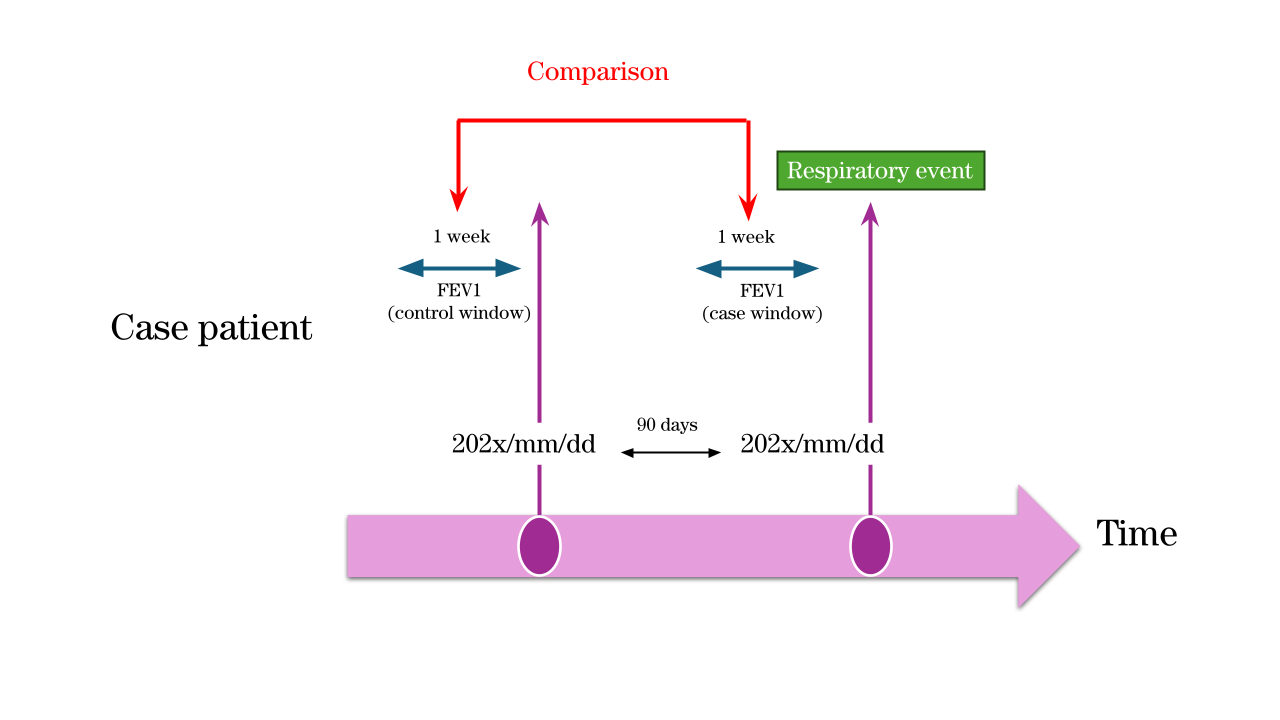 Comparison
Respiratory event
1 week
1 week
FEV1
(control window)
FEV1
(case window)
Case patient
90 days
202x/mm/dd
202x/mm/dd
Time